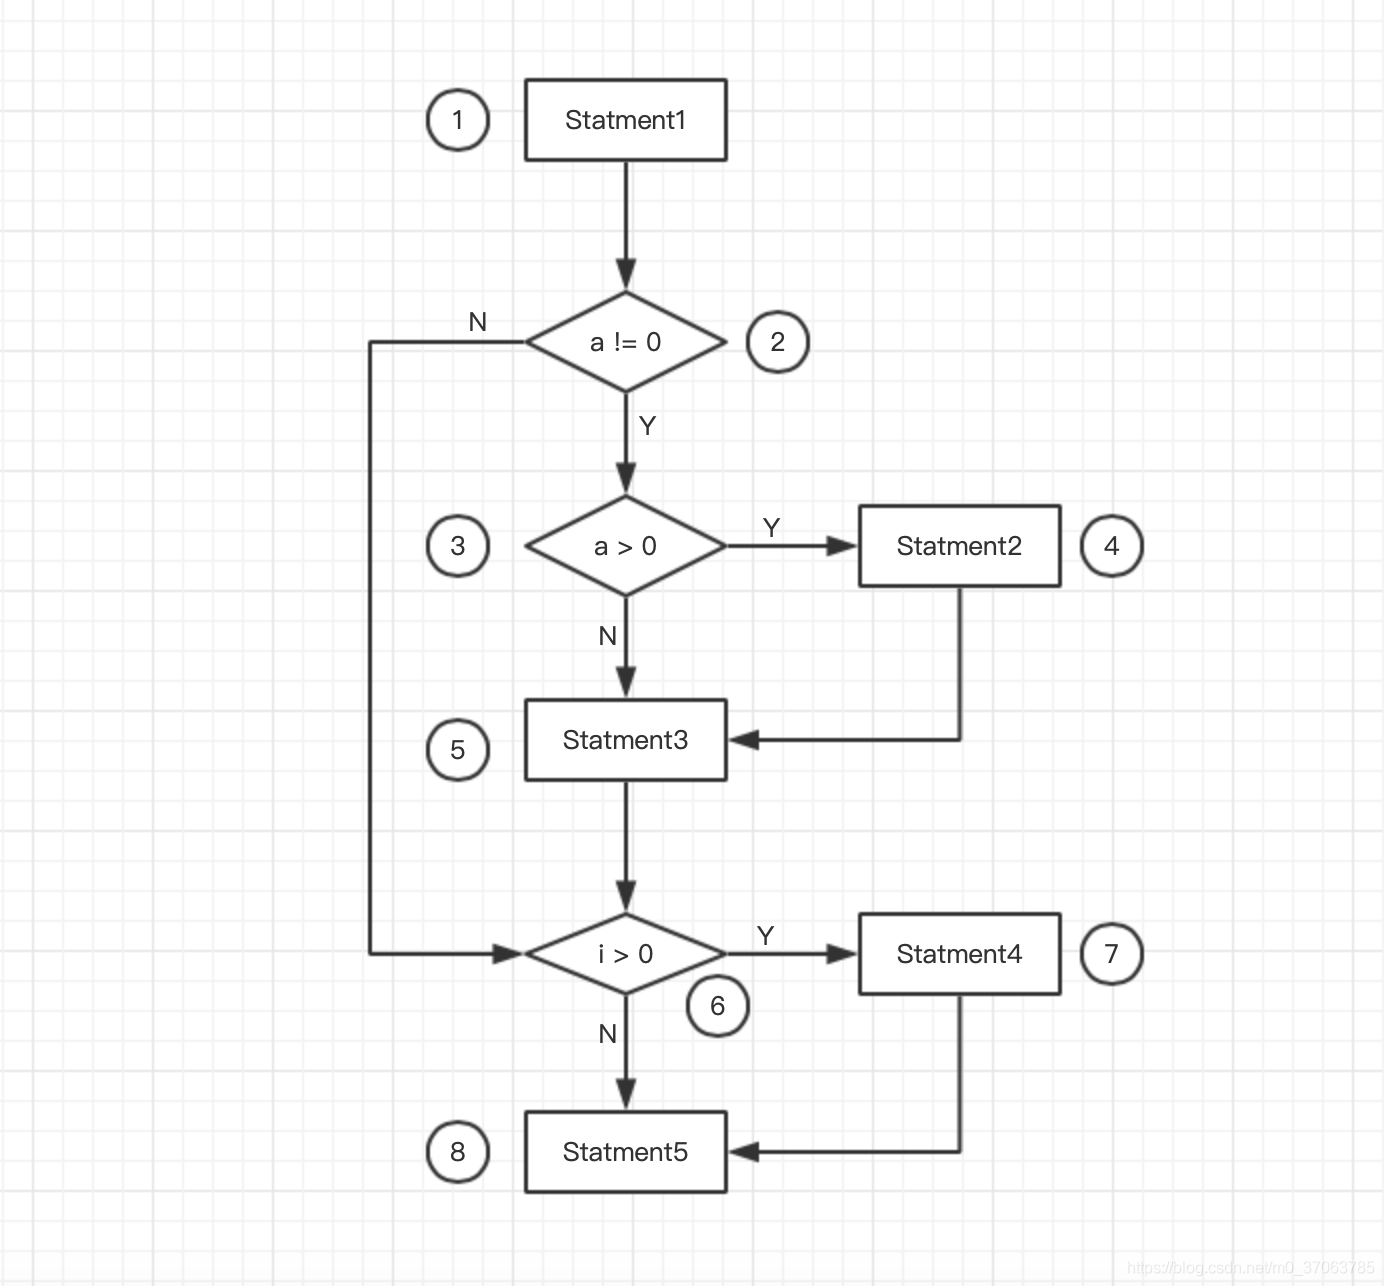 1
Statment1
N
a != 0
2
Y
3
a > 0
Y
Statment2
4
N
5
Statment3
i > 0
Y
Statment4
7
6
N
8
Statment5
https://blog.csdn.net/m0_37063785